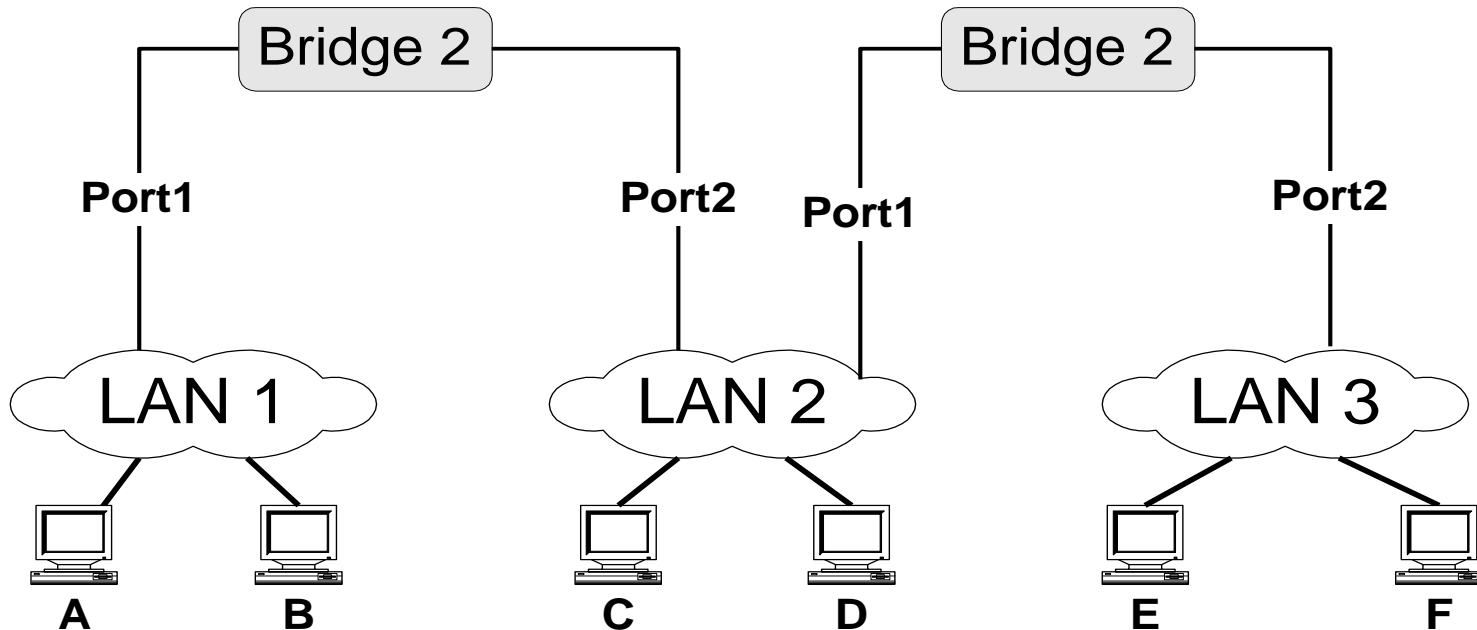 Bridge 2
Bridge 2
Port1
Port2
Port1
Port2
LAN 1
LAN 2
LAN 3
A
B
C
D
E
F